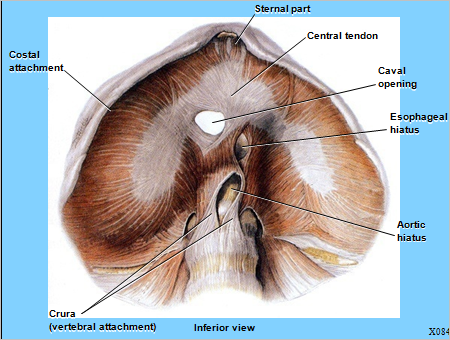 Sternal part
Central tendon
Costal
attachment
Caval
opening
Esophageal
hiatus
Aortic
hiatus
Crura
(vertebral attachment)
Inferior view
X084